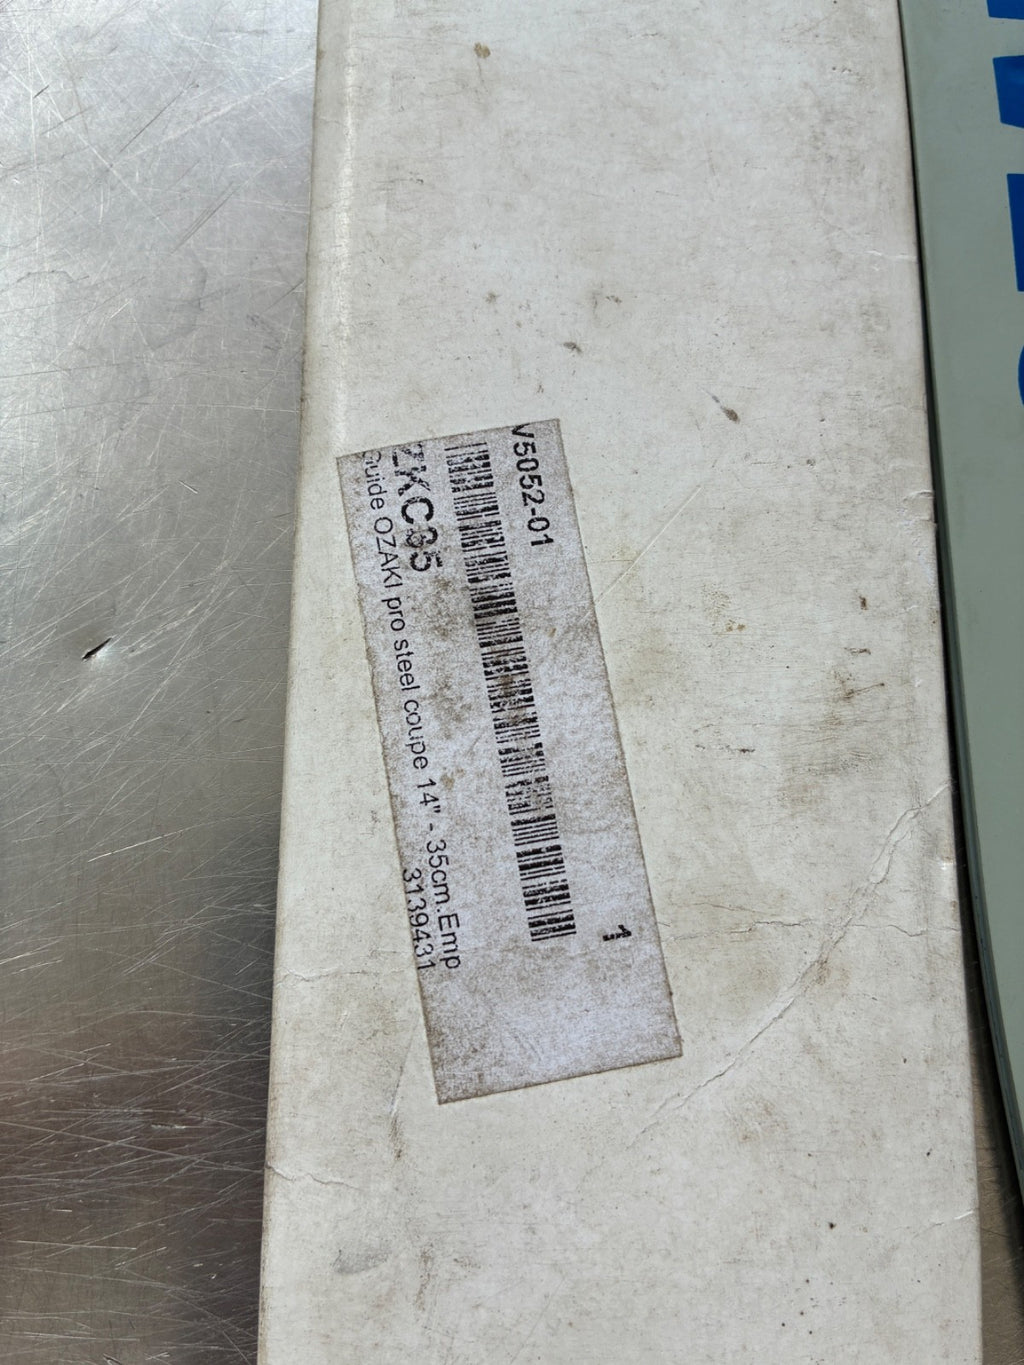 V5052-01
1
ZKC35
Guide OZAKI pro steel coupe 14" - 35cm.Emp
3139431